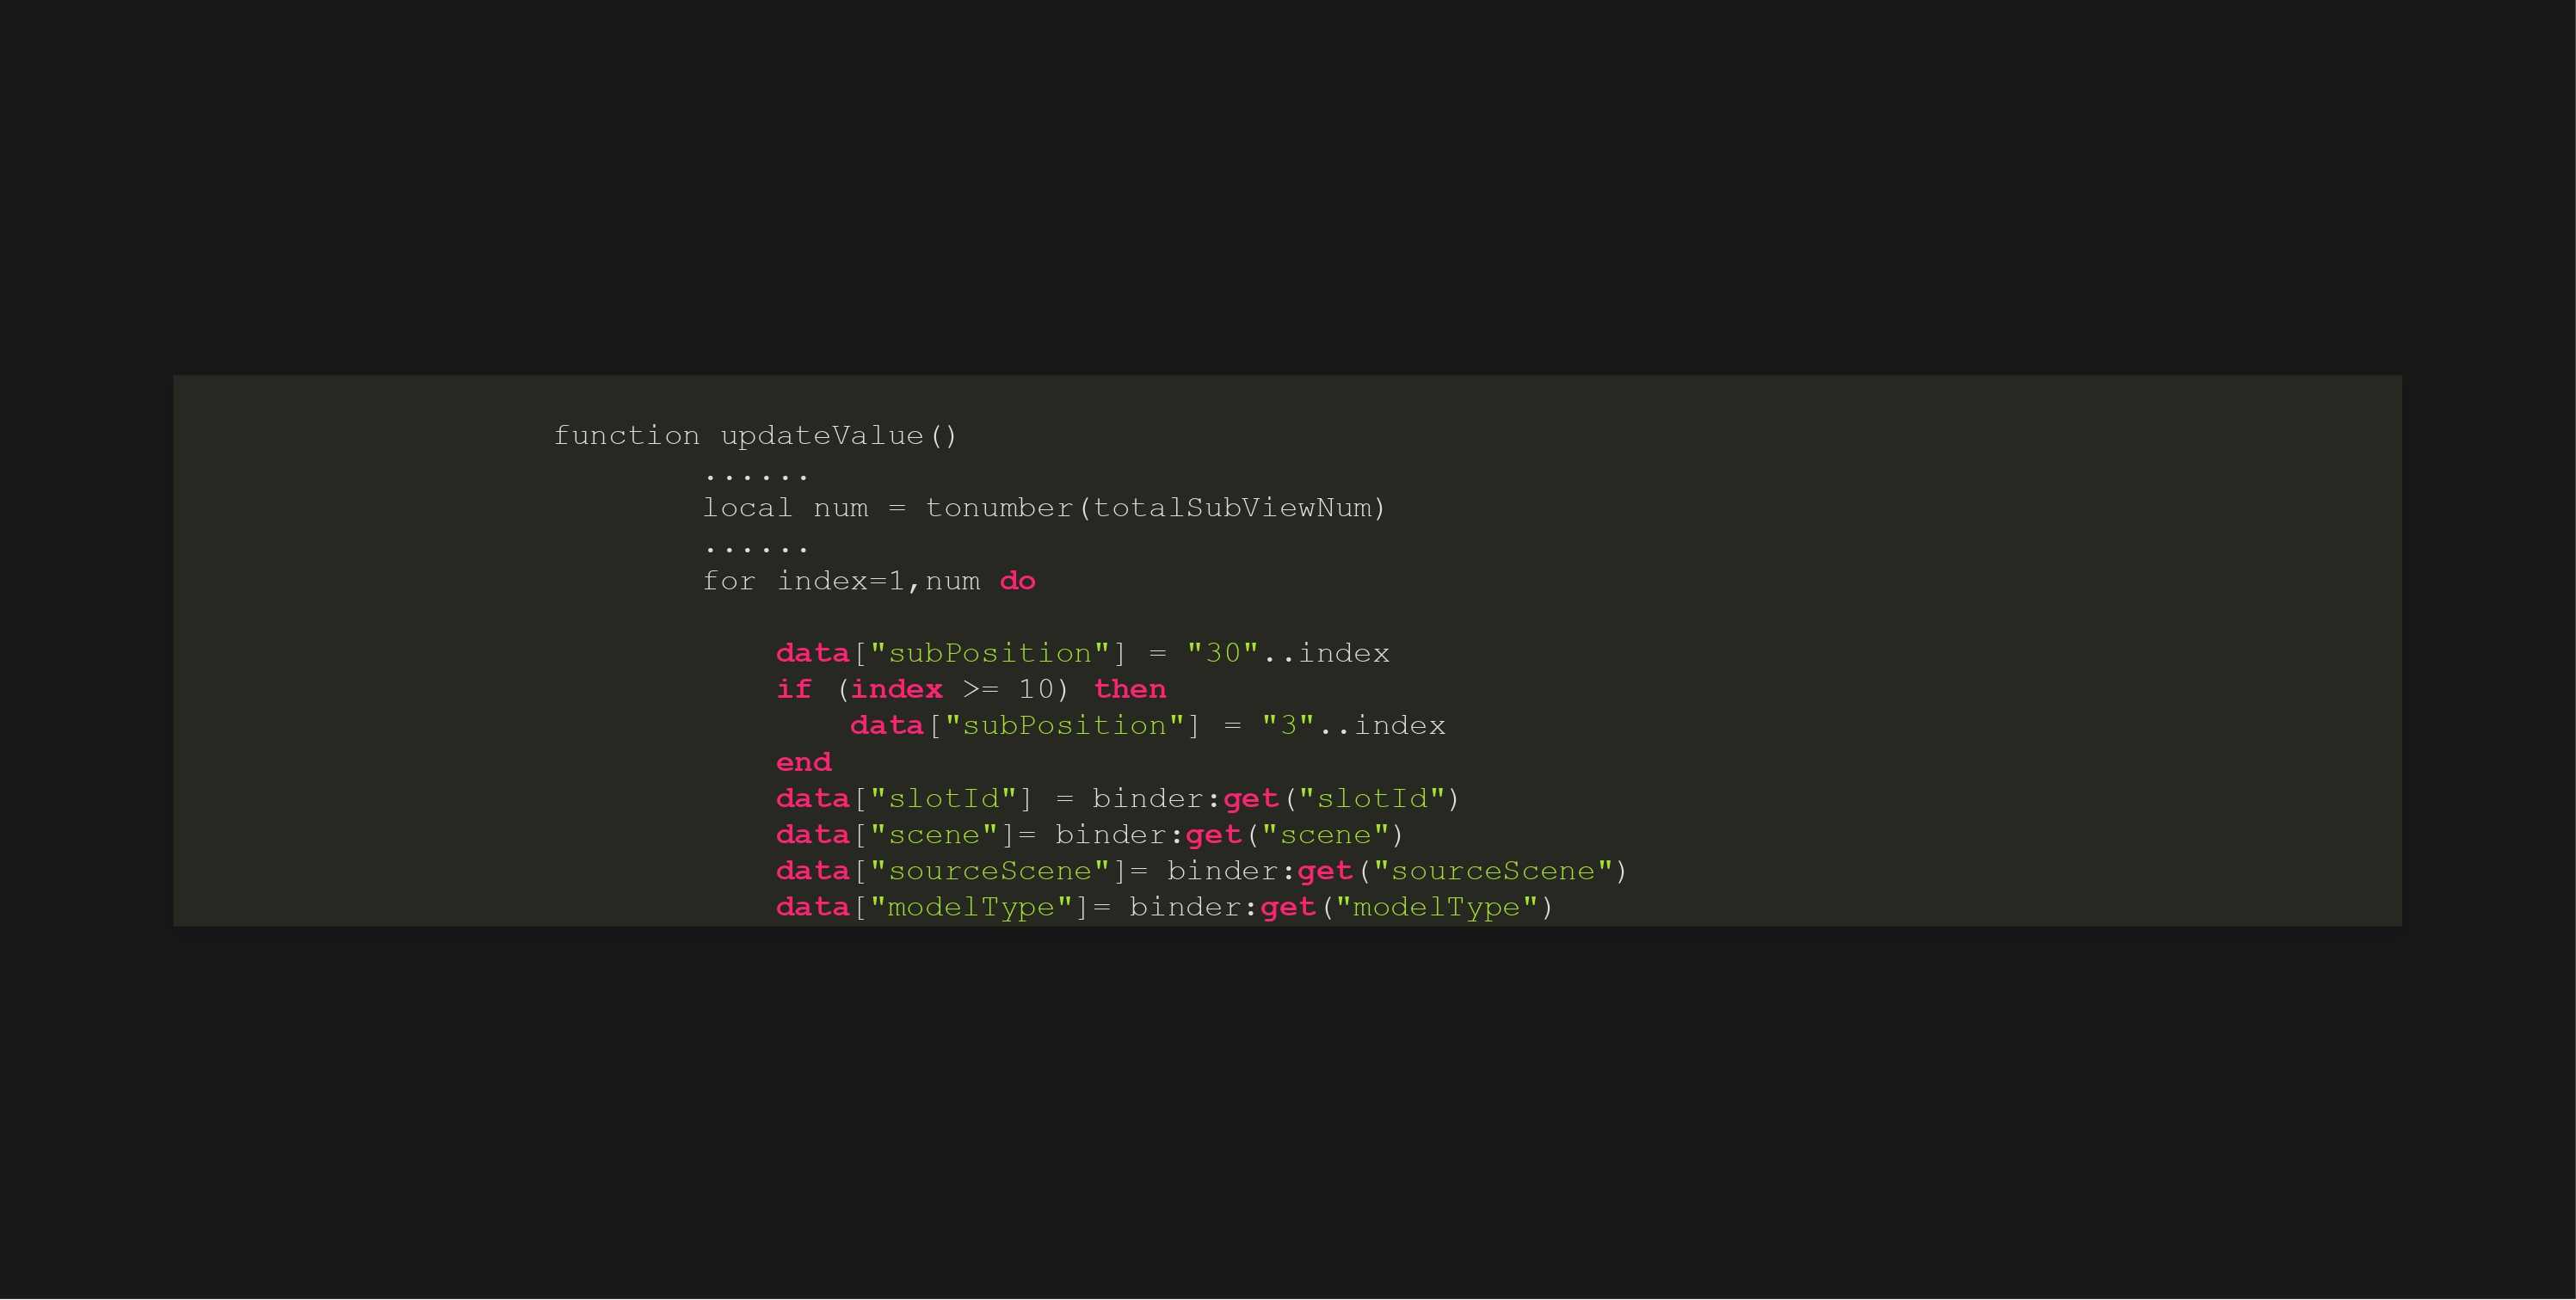 function updateValue()
......
local num = tonumber(totalSubViewNum)
......
for index=1,num do
data["subPosition"] = "30"..index
if (index >= 10) then
data["subPosition"] = "3"..index
end
data["slotId"] = binder:get("slotId")
data["scene"]= binder:get("scene")
data["sourceScene"]= binder:get("sourceScene")
data["modelType"]= binder:get("modelType")